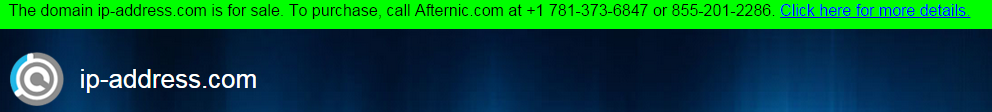 The domain ip-address.com is for sale. To purchase, call Afternic.com at +1 781-373-6847 or 855-201-2286. Click here for more details.
ip-address.com